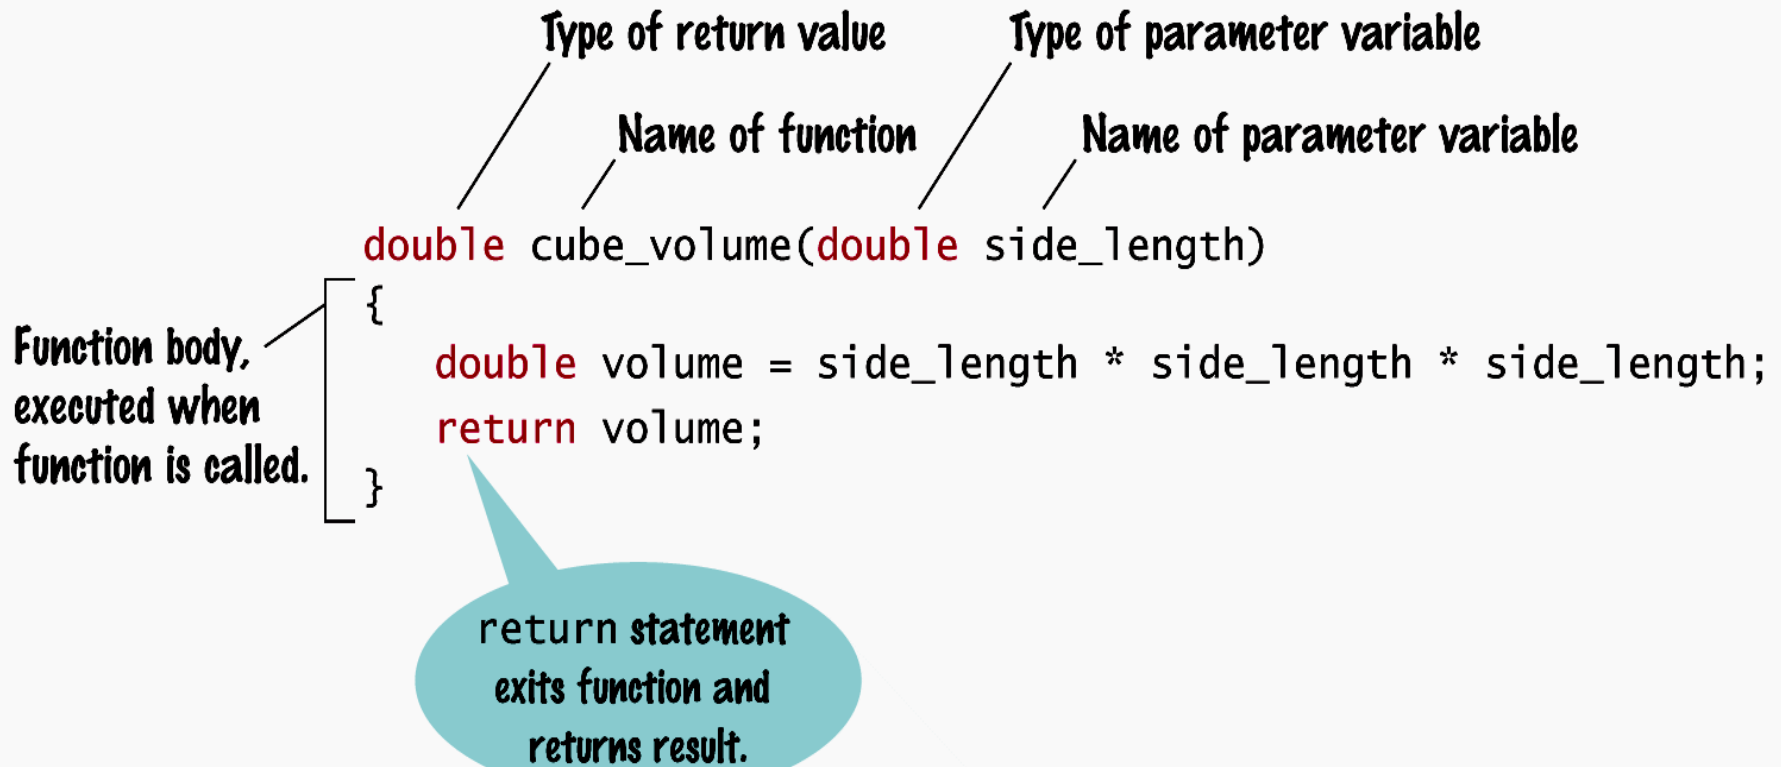 Type of return value
Type of parameter variable
Name of function
Name of parameter variable
double cube_volume(double side_length)
{
double volume = side_length * side_length * side_length;
return volume;
}
Function body,
executed when
function is called.
return statement
exits function and
returns result.